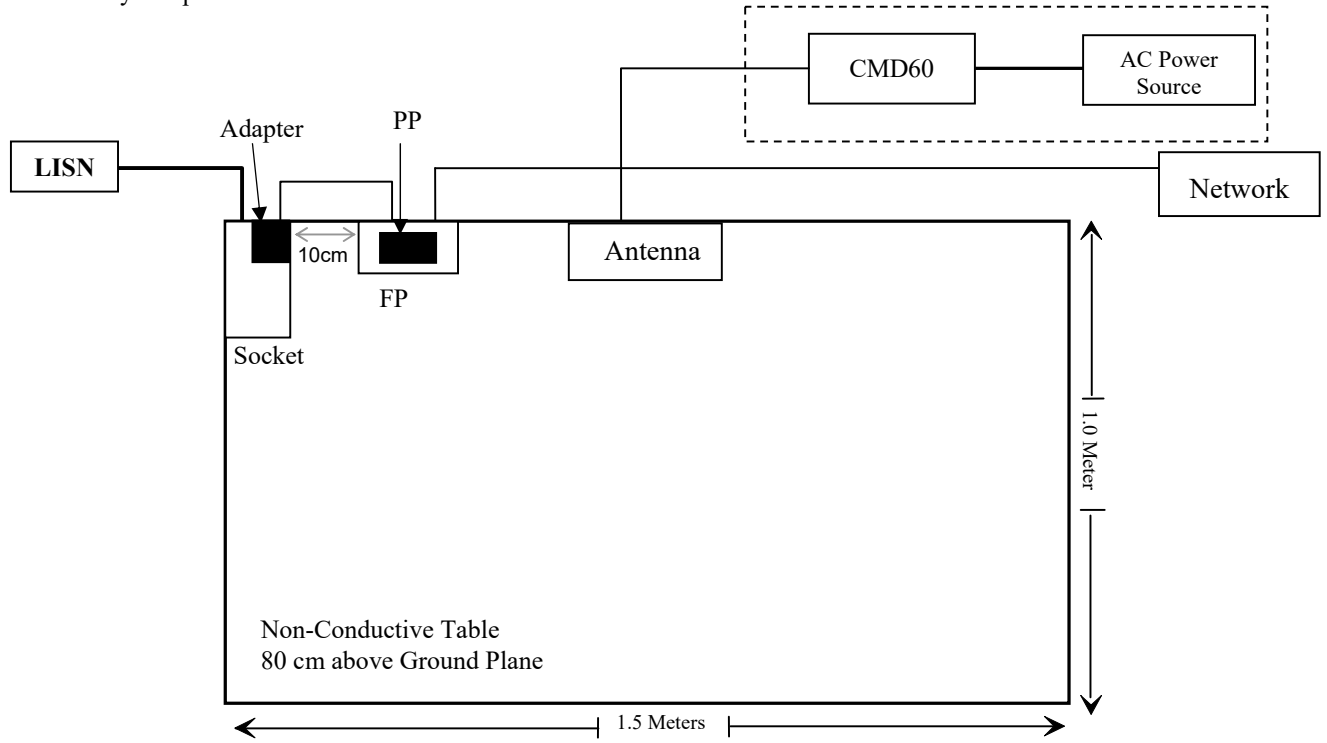 CMD60
AC Power
Source
Adapter
PP
LISN
Network
10cm
Antenna
FP
Socket
1.0 Meter
Non-Conductive Table
80 cm above Ground Plane
1.5 Meters